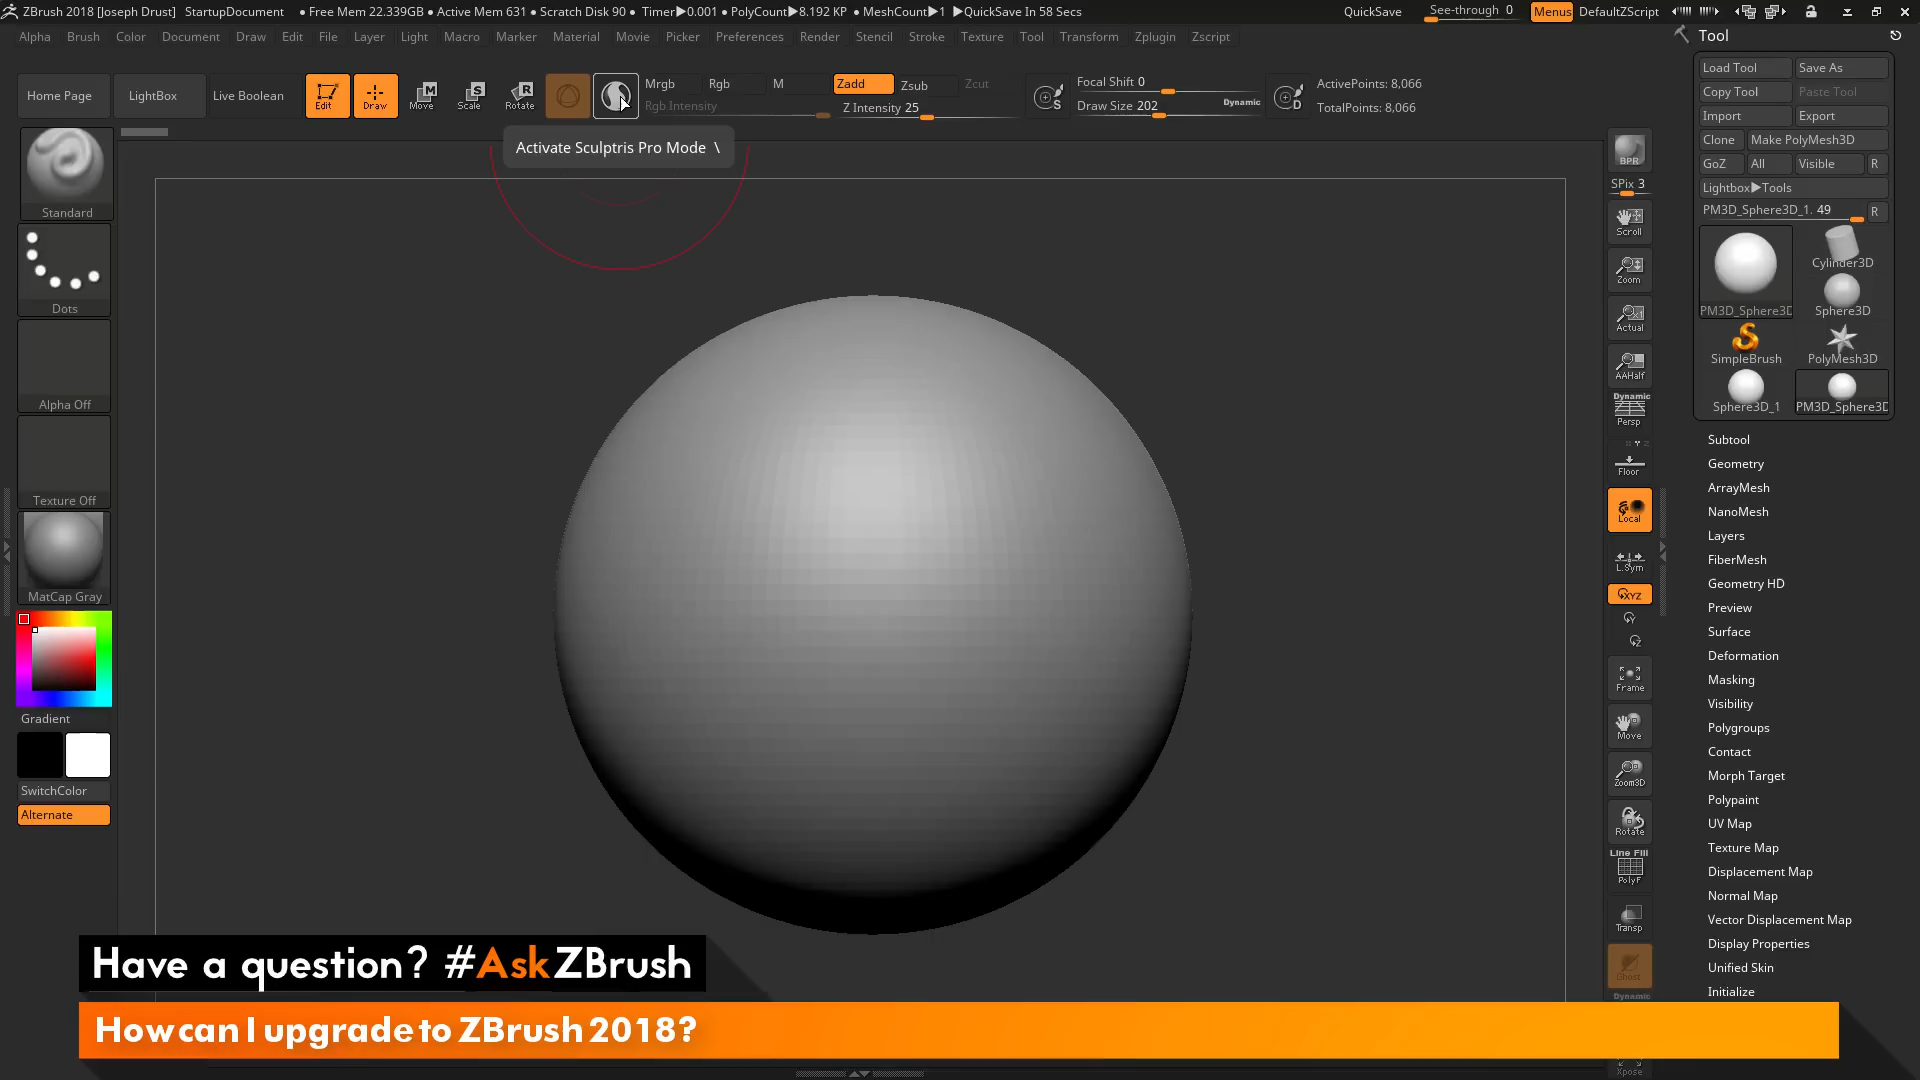 ZBrush 2018 [Joseph Drust] StartupDocument ● Free Mem 22.339GB ● Active Mem 631 ● Scratch Disk 90 ● Timer▶0.001 ● PolyCount▶8.192 KP ● MeshCount▶1 ▶QuickSave In 58 Secs QuickSave See-through 0 Menus DefaultZScript
Alpha Brush Color Document Draw Edit File Layer Light Macro Marker Material Movie Picker Preferences Render Stencil Stroke Texture Tool Transform Zplugin Zscript
Home Page LightBox Live Boolean Edit Draw Move Scale Rotate
M S R
Mrgb Rgb M Zadd Zsub Zcut
Rgb Intensity Z Intensity 25
S Focal Shift 0
Draw Size 202 Dynamic
D ActivePoints: 8,066
TotalPoints: 8,066
Activate Sculptris Pro Mode \
Standard
Dots
Alpha Off
Texture Off
MatCap Gray
Gradient
SwitchColor
Alternate
BPR
SPix 3
Scroll
Zoom
Actual
AAHalf
Dynamic
Persp
Floor
Local
L.Sym
XYZ
Y
Z
Frame
Move
Zoom3D
Rotate
Line Fill
PolyF
Transp
Ghost
Dynamic
Xpose
Tool
Load Tool Save As
Copy Tool Paste Tool
Import Export
Clone Make PolyMesh3D
GoZ All Visible R
Lightbox▶Tools
PM3D_Sphere3D_1. 49 R
Cylinder3D
PM3D_Sphere3D Sphere3D
SimpleBrush PolyMesh3D
Sphere3D_1 PM3D_Sphere3D
Subtool
Geometry
ArrayMesh
NanoMesh
Layers
FiberMesh
Geometry HD
Preview
Surface
Deformation
Masking
Visibility
Polygroups
Contact
Morph Target
Polypaint
UV Map
Texture Map
Displacement Map
Normal Map
Vector Displacement Map
Display Properties
Unified Skin
Initialize
Have a question? #AskZBrush
How can I upgrade to ZBrush 2018?